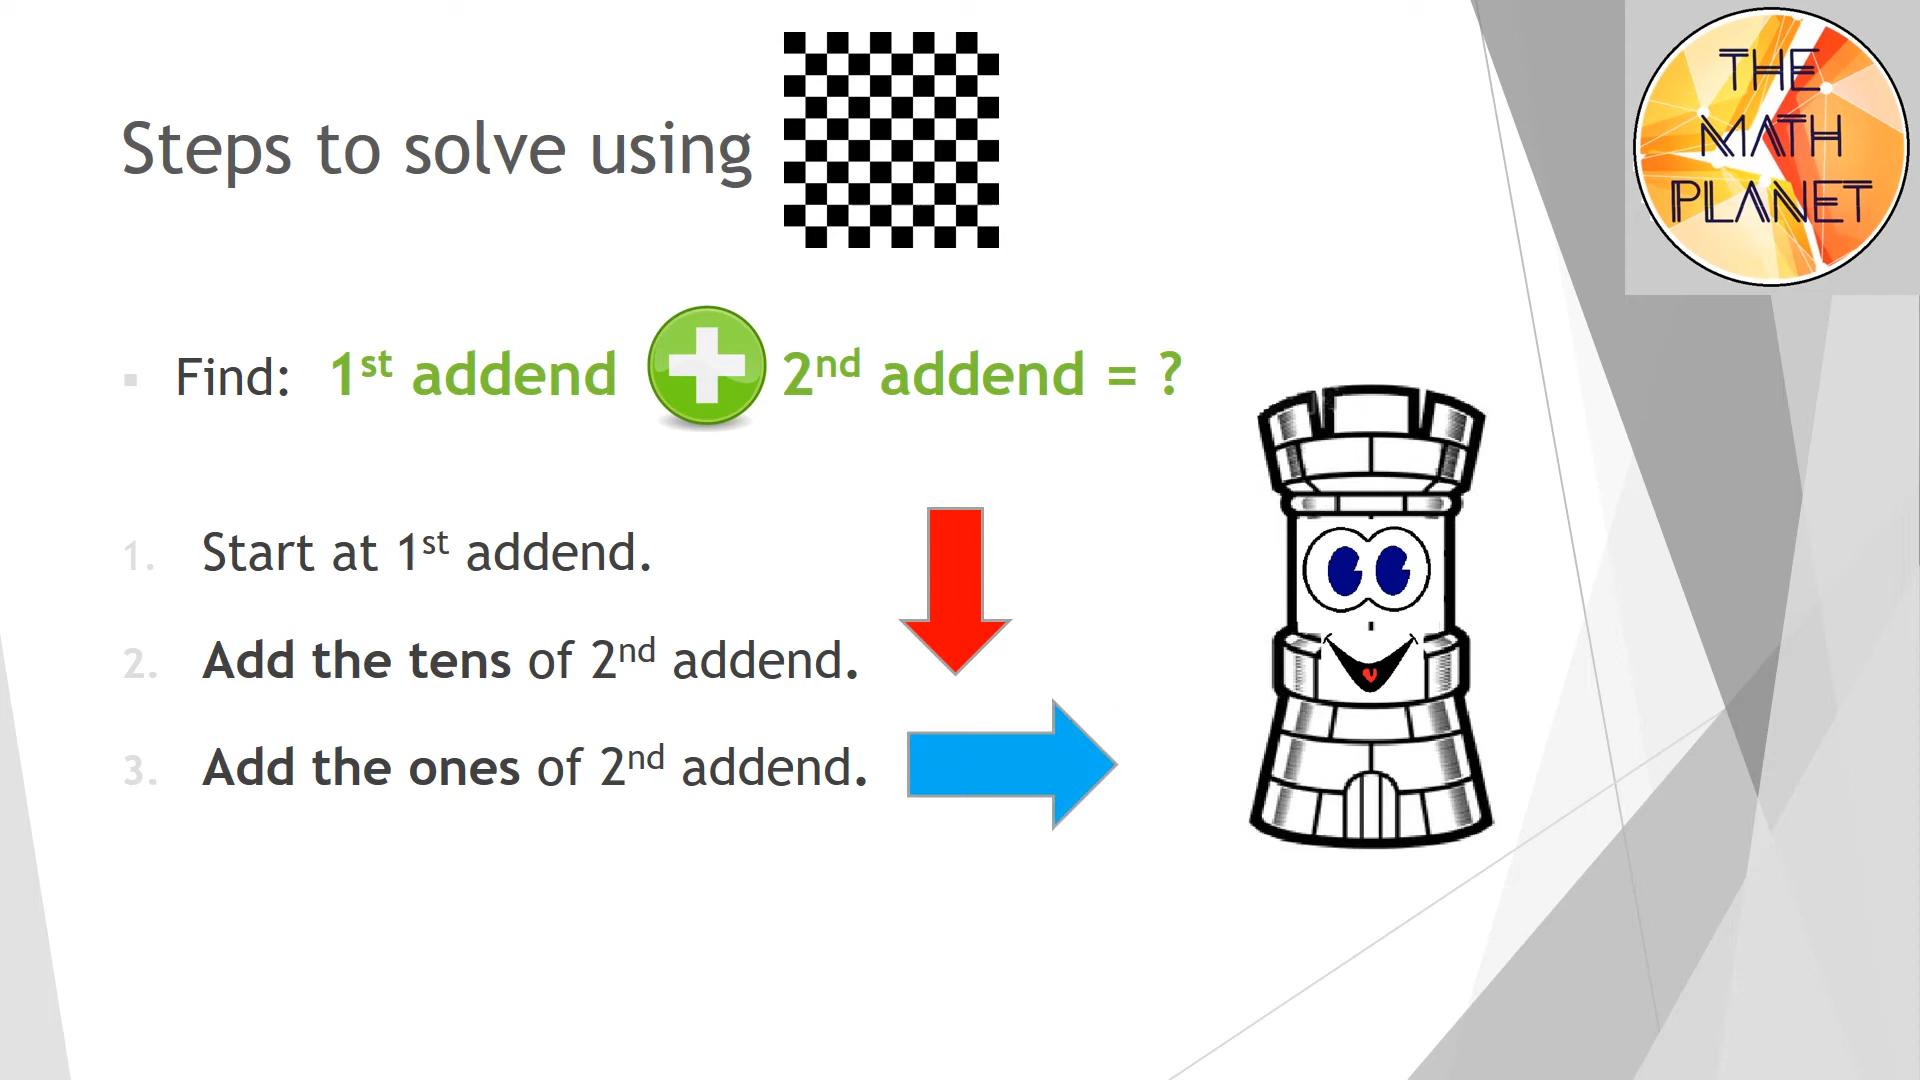 Steps to solve using
THE
MATH
PLANET
Find: 1st addend + 2nd addend = ?
1. Start at 1st addend.
2. Add the tens of 2nd addend.
3. Add the ones of 2nd addend.